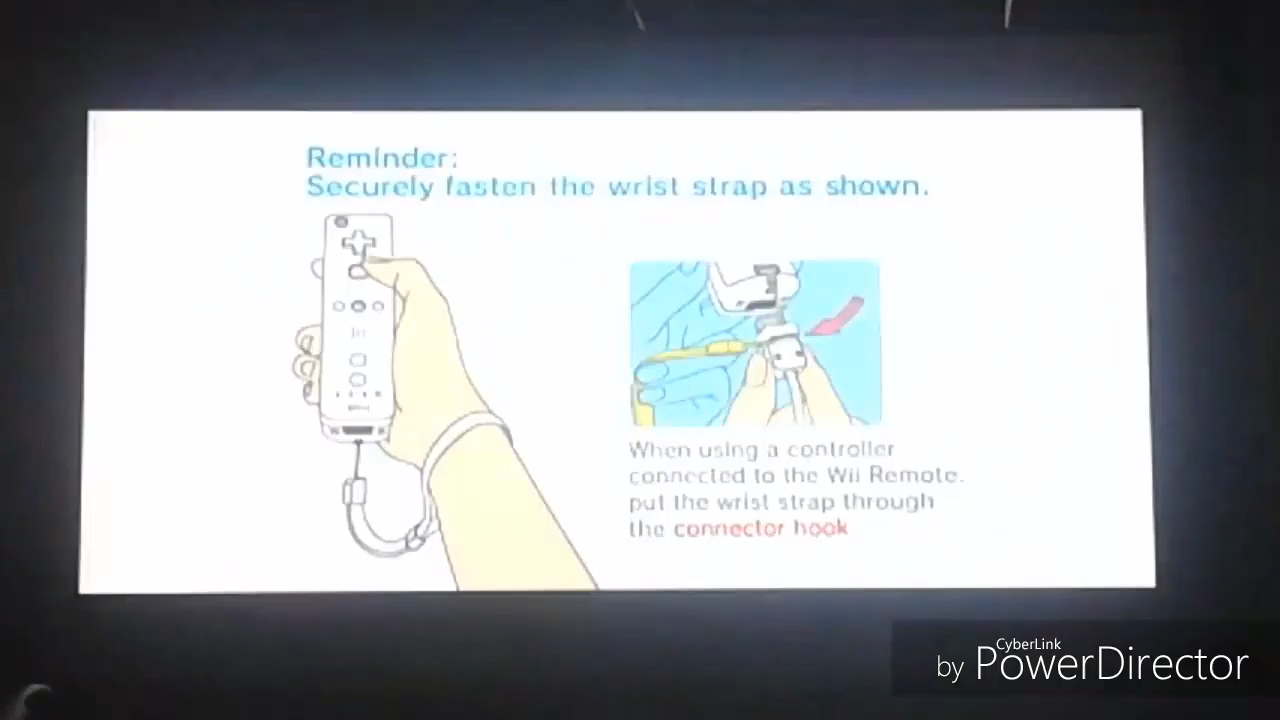 Reminder:
Securely fasten the wrist strap as shown.
When using a controller
connected to the Wii Remote,
put the wrist strap through
the connector hook
CyberLink
by PowerDirector